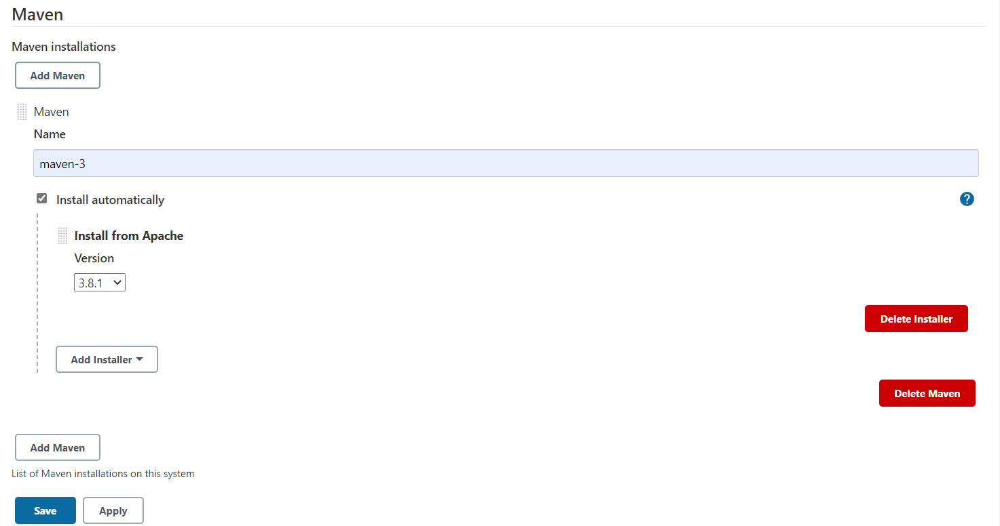 Maven
Maven installations
Add Maven
Maven
Name
maven-3
Install automatically
?
Install from Apache
Version
3.8.1
Delete Installer
Add Installer
Delete Maven
Add Maven
List of Maven installations on this system
Save Apply